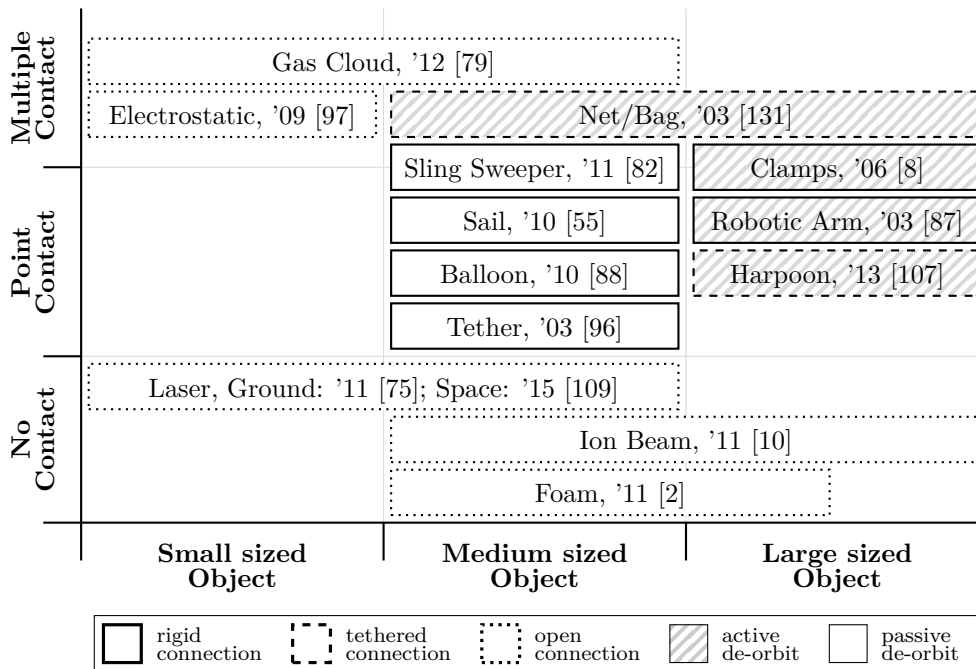 Multiple
Contact
Gas Cloud, ’12 [79]
Electrostatic, ’09 [97]
Net/Bag, ’03 [131]
Point
Contact
Sling Sweeper, ’11 [82]
Clamps, ’06 [8]
Sail, ’10 [55]
Robotic Arm, ’03 [87]
Balloon, ’10 [88]
Harpoon, ’13 [107]
Tether, ’03 [96]
No
Contact
Laser, Ground: ’11 [75]; Space: ’15 [109]
Ion Beam, ’11 [10]
Foam, ’11 [2]
Small sized
Object
Medium sized
Object
Large sized
Object
rigid
connection
tethered
connection
open
connection
active
de-orbit
passive
de-orbit